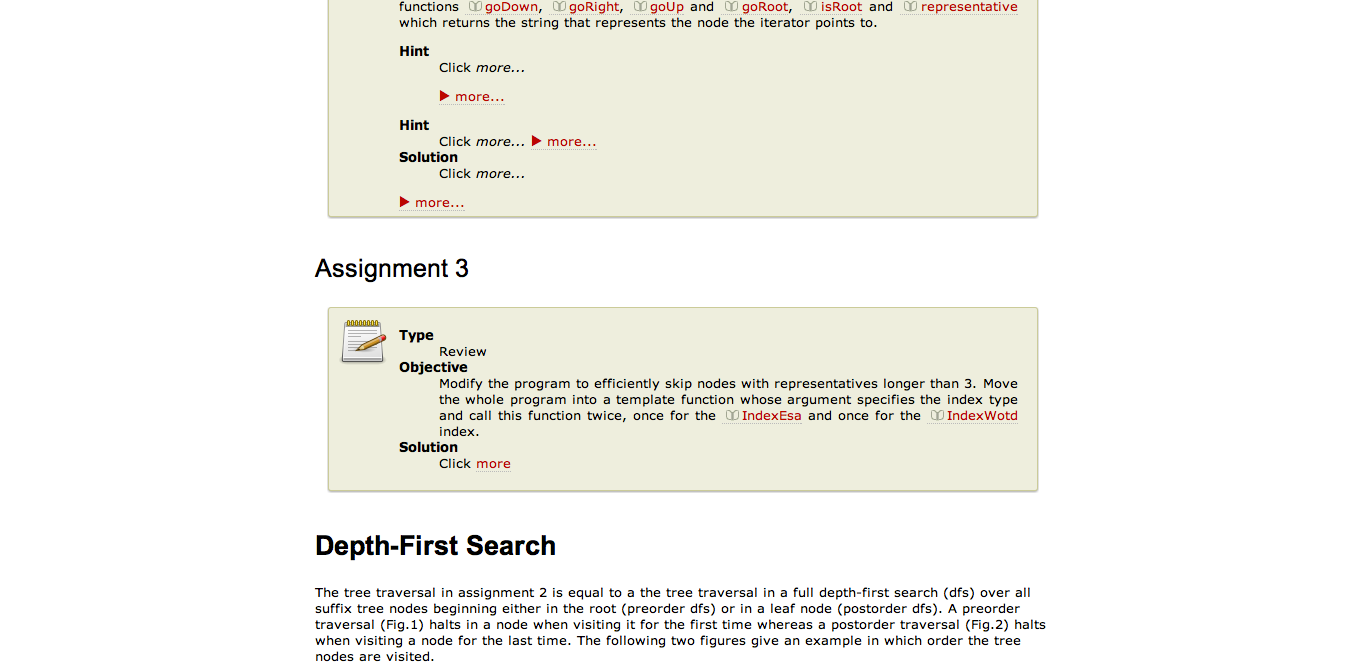 functions goDown, goRight, goUp and goRoot, isRoot and representative
which returns the string that represents the node the iterator points to.
Hint
Click more...
more...
Hint
Click more... more...
Solution
Click more...
more...
Assignment 3
Type
Review
Objective
Modify the program to efficiently skip nodes with representatives longer than 3. Move
the whole program into a template function whose argument specifies the index type
and call this function twice, once for the IndexEsa and once for the IndexWotd
index.
Solution
Click more
Depth-First Search
The tree traversal in assignment 2 is equal to a the tree traversal in a full depth-first search (dfs) over all
suffix tree nodes beginning either in the root (preorder dfs) or in a leaf node (postorder dfs). A preorder
traversal (Fig.1) halts in a node when visiting it for the first time whereas a postorder traversal (Fig.2) halts
when visiting a node for the last time. The following two figures give an example in which order the tree
nodes are visited.